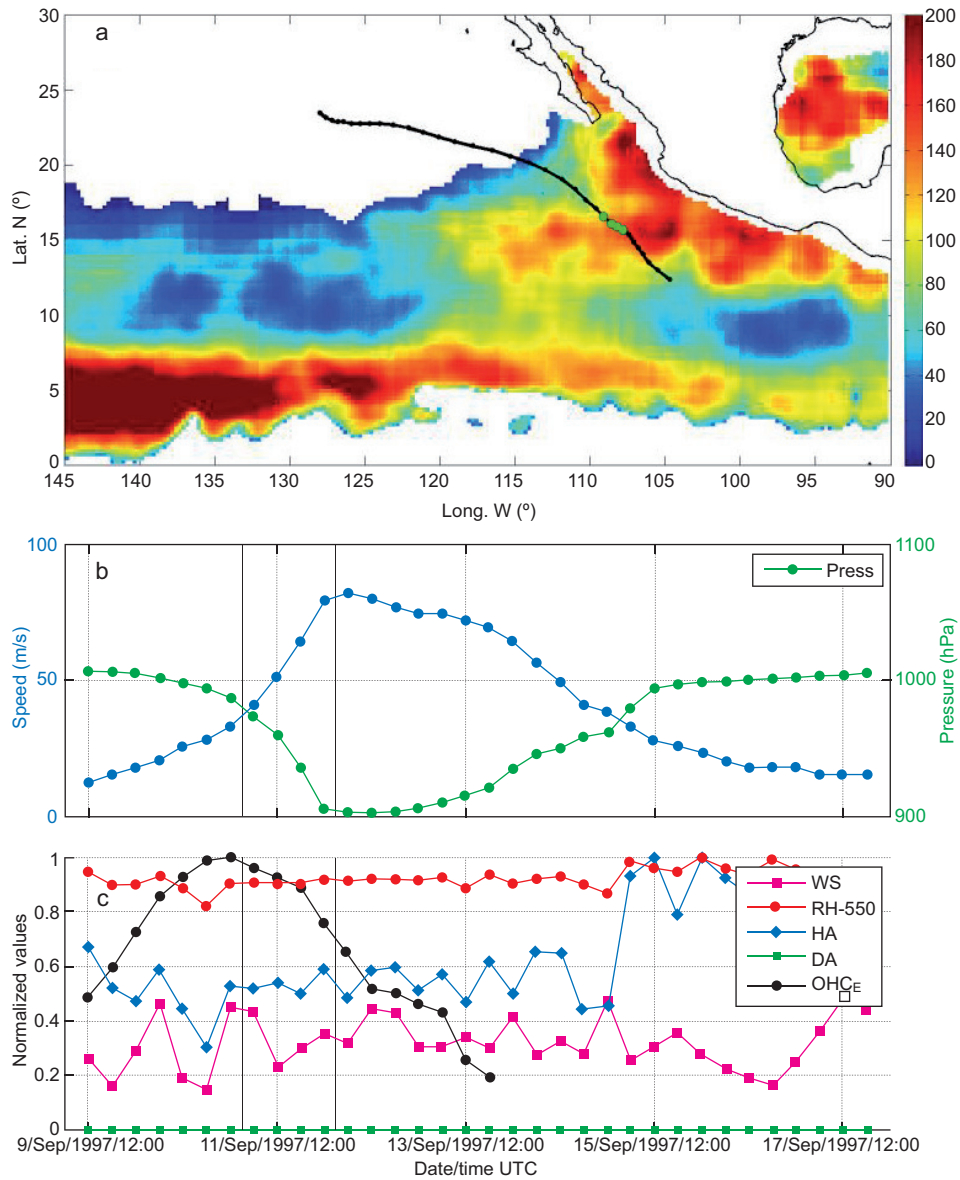 a
30
25
20
15
10
5
0
Lat. N (º)
145
140
135
130
125
120
115
110
105
100
95
90
Long. W (º)
200
180
160
140
120
100
80
60
40
20
0
b
100
50
0
Speed (m/s)
1100
1000
900
Pressure (hPa)
Press
c
1
0.8
0.6
0.4
0.2
0
Normalized values
WS
RH-550
HA
DA
OHCE
9/Sep/1997/12:00
11/Sep/1997/12:00
13/Sep/1997/12:00
15/Sep/1997/12:00
17/Sep/1997/12:00
Date/time UTC